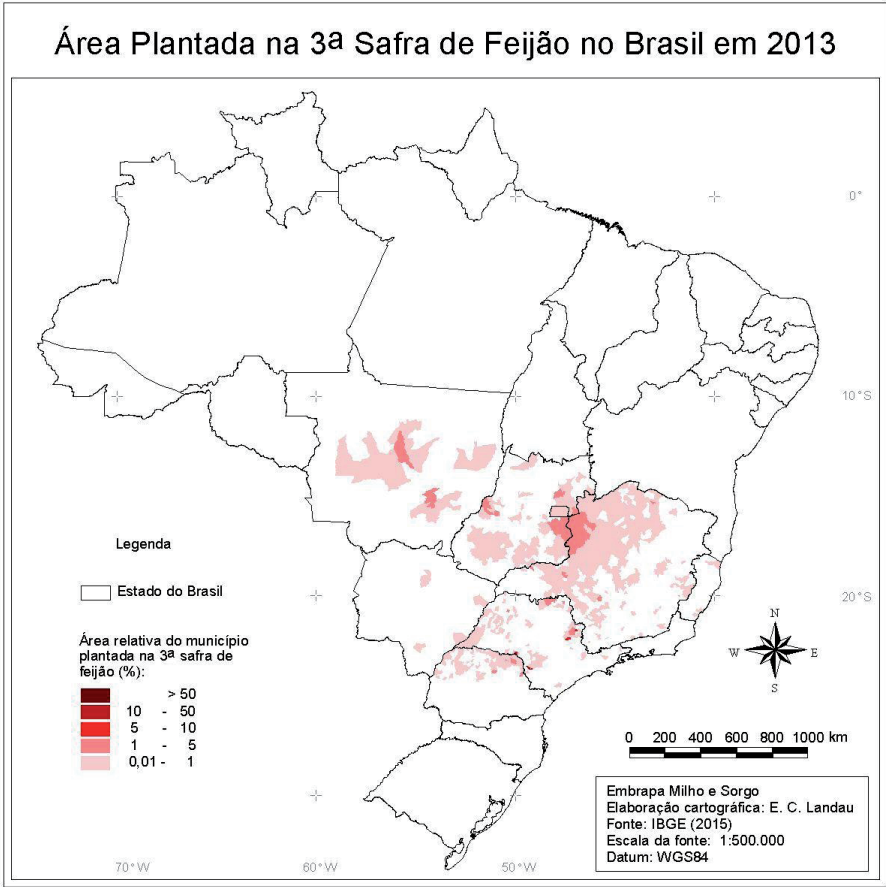 Área Plantada na 3ª Safra de Feijão no Brasil em 2013
0°
10°S
20°S
Legenda
Estado do Brasil
Área relativa do município
plantada na 3ª safra de
feijão (%):
> 50
10 - 50
5 - 10
1 - 5
0,01 - 1
N
W E
S
0 200 400 600 800 1000 km
Embrapa Milho e Sorgo
Elaboração cartográfica: E. C. Landau
Fonte: IBGE (2015)
Escala da fonte: 1:500.000
Datum: WGS84
70°W 60°W 50°W